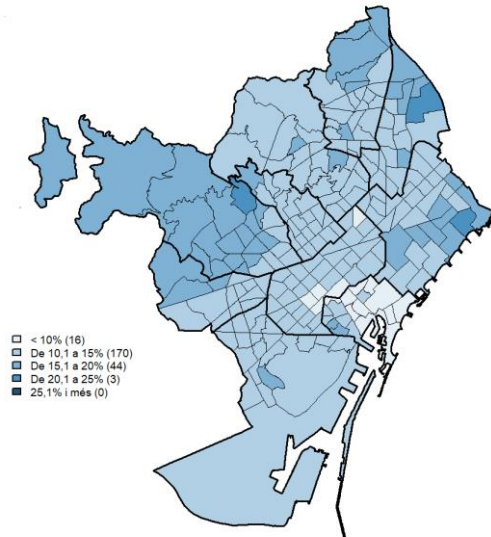 < 10% (16)
De 10,1 a 15% (170)
De 15,1 a 20% (44)
De 20,1 a 25% (3)
25,1% i més (0)